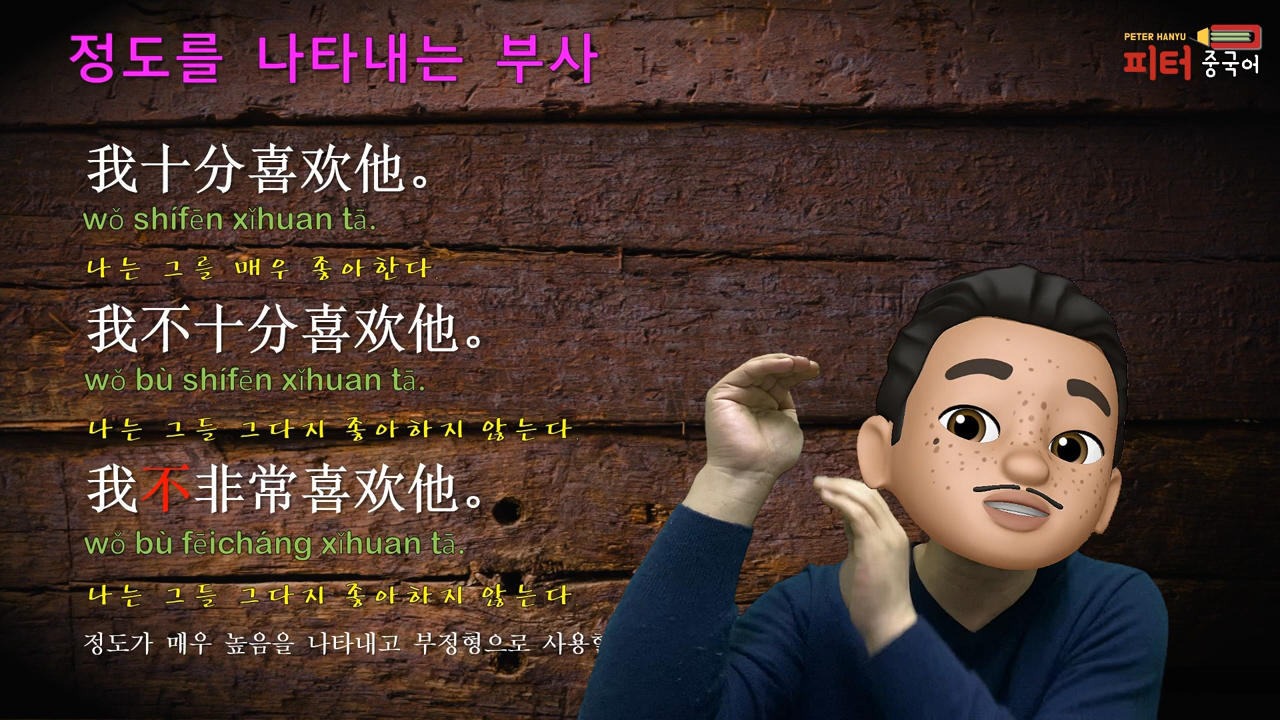 정도를 나타내는 부사
PETER HANYU
피터 중국어
我十分喜欢他。
wǒ shífēn xǐhuan tā.
나는 그를 매우 좋아한다.
我不十分喜欢他。
wǒ bù shífēn xǐhuan tā.
나는 그를 그다지 좋아하지 않는다.
我不非常喜欢他。
wǒ bù fēicháng xǐhuan tā.
나는 그를 그다지 좋아하지 않는다.
정도가 매우 높음을 나타내고 부정형으로